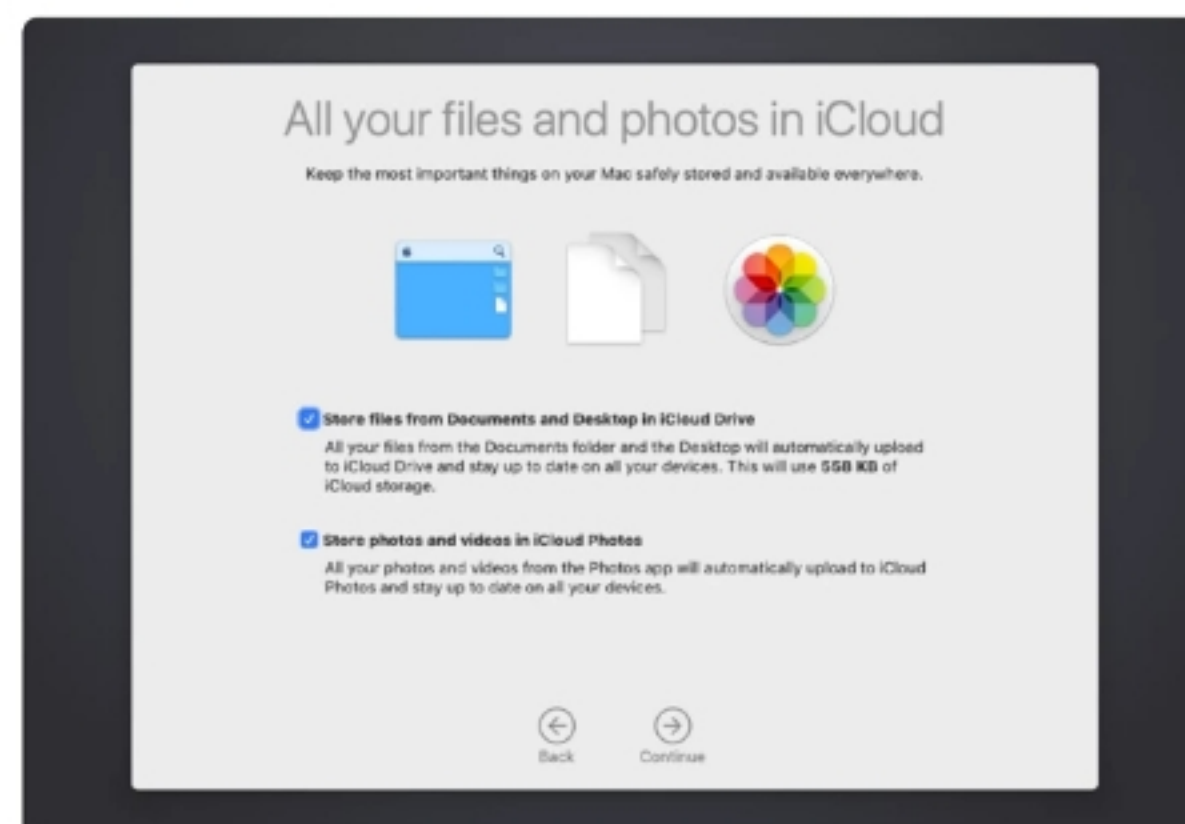 All your files and photos in iCloud
Keep the most important things on your Mac safely stored and available everywhere.
Store files from Documents and Desktop in iCloud Drive
All your files from the Documents folder and the Desktop will automatically upload
to iCloud Drive and stay up to date on all your devices. This will use 558 KB of
iCloud storage.
Store photos and videos in iCloud Photos
All your photos and videos from the Photos app will automatically upload to iCloud
Photos and stay up to date on all your devices.
Back
Continue